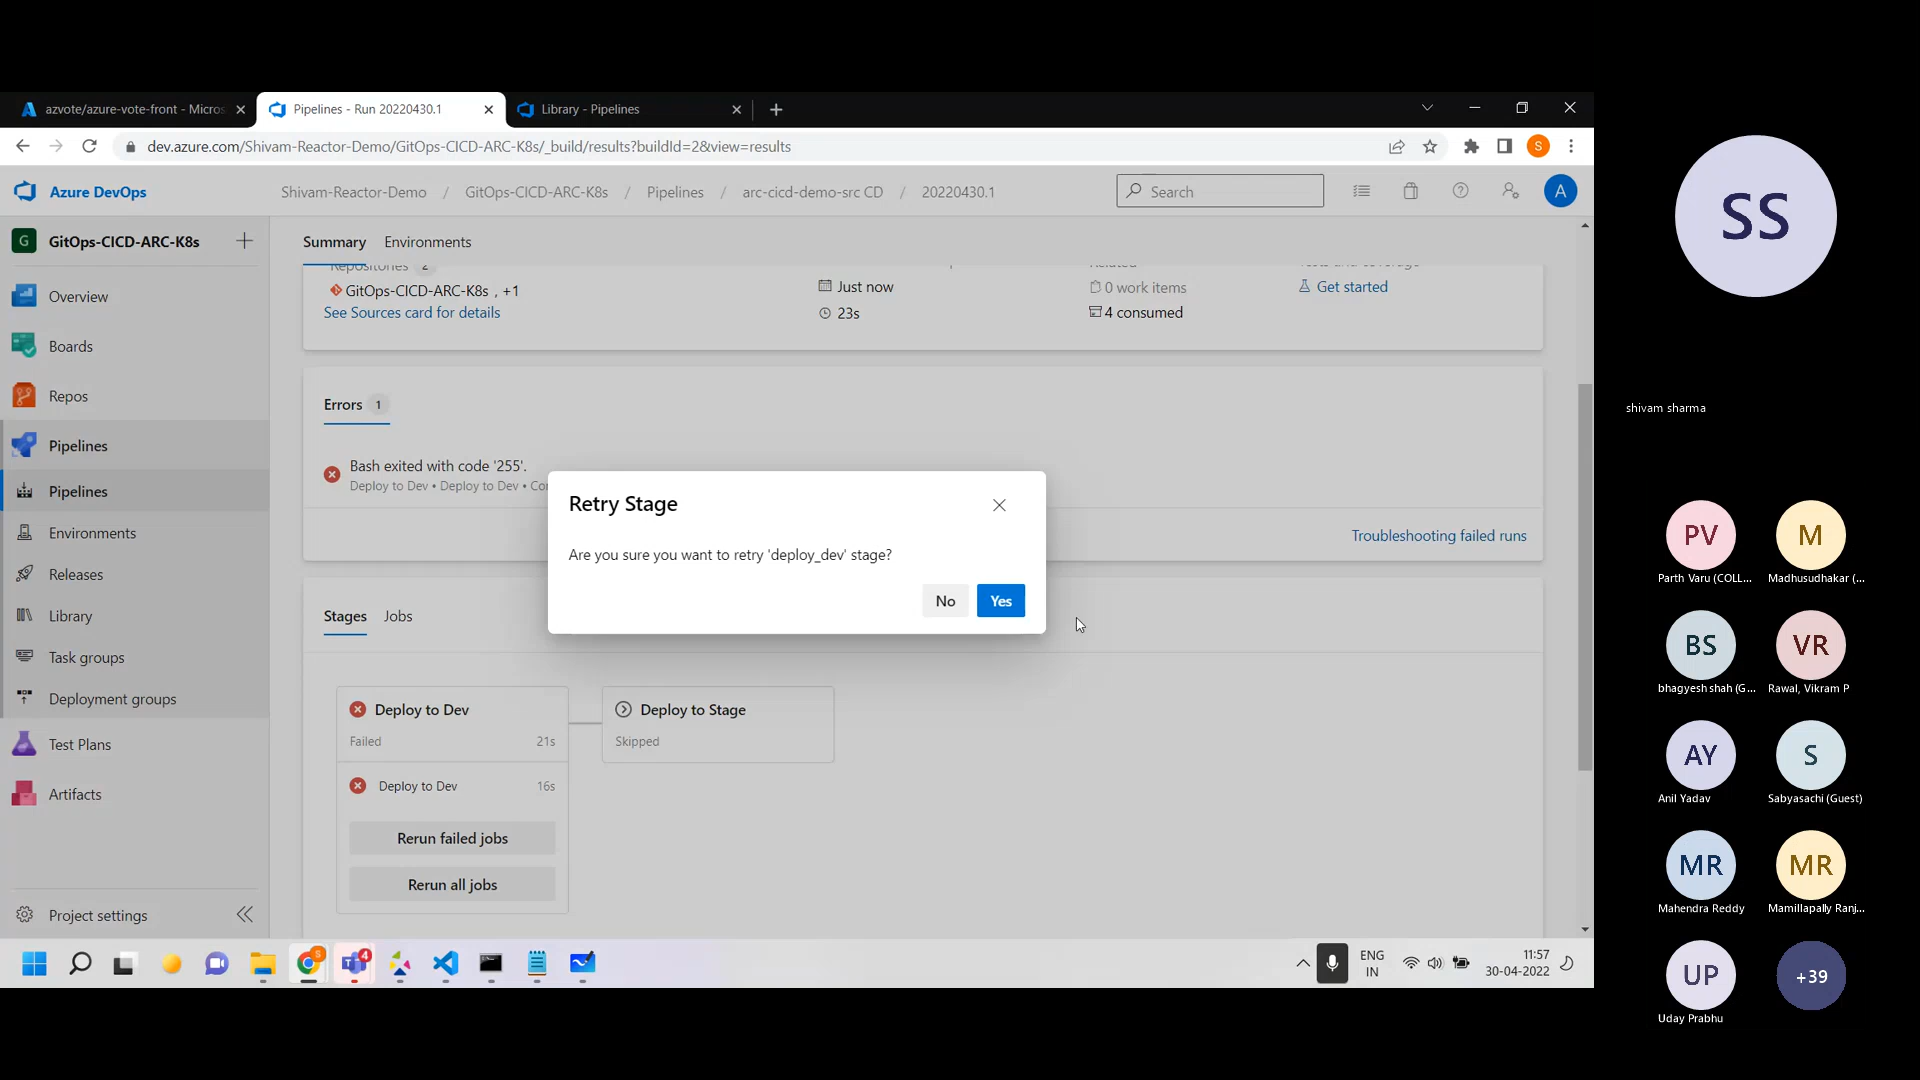 azvote/azure-vote-front - Micros
Pipelines - Run 20220430.1
Library - Pipelines
dev.azure.com/Shivam-Reactor-Demo/GitOps-CICD-ARC-K8s/_build/results?buildId=2&view=results
S
Azure DevOps
Shivam-Reactor-Demo / GitOps-CICD-ARC-K8s / Pipelines / arc-cicd-demo-src CD / 20220430.1
Search
A
G GitOps-CICD-ARC-K8s
Overview
Boards
Repos
Pipelines
Pipelines
Environments
Releases
Library
Task groups
Deployment groups
Test Plans
Artifacts
Project settings
Summary Environments
Repositories 2
GitOps-CICD-ARC-K8s , +1
See Sources card for details
Just now
23s
Related
0 work items
4 consumed
Tests and coverage
Get started
Errors 1
Bash exited with code '255'.
Deploy to Dev • Deploy to Dev •
Troubleshooting failed runs
Retry Stage
Are you sure you want to retry 'deploy_dev' stage?
No Yes
Stages Jobs
Deploy to Dev
Failed 21s
Deploy to Dev 16s
Rerun failed jobs
Rerun all jobs
Deploy to Stage
Skipped
S
4
ENG
IN
11:57
30-04-2022
SS
shivam sharma
PV
Parth Varu (COLL...
M
Madhusudhakar (...
BS
bhagyesh shah (G...
VR
Rawal, Vikram P
AY
Anil Yadav
S
Sabyasachi (Guest)
MR
Mahendra Reddy
MR
Mamillapally Ranj...
UP
Uday Prabhu
+39